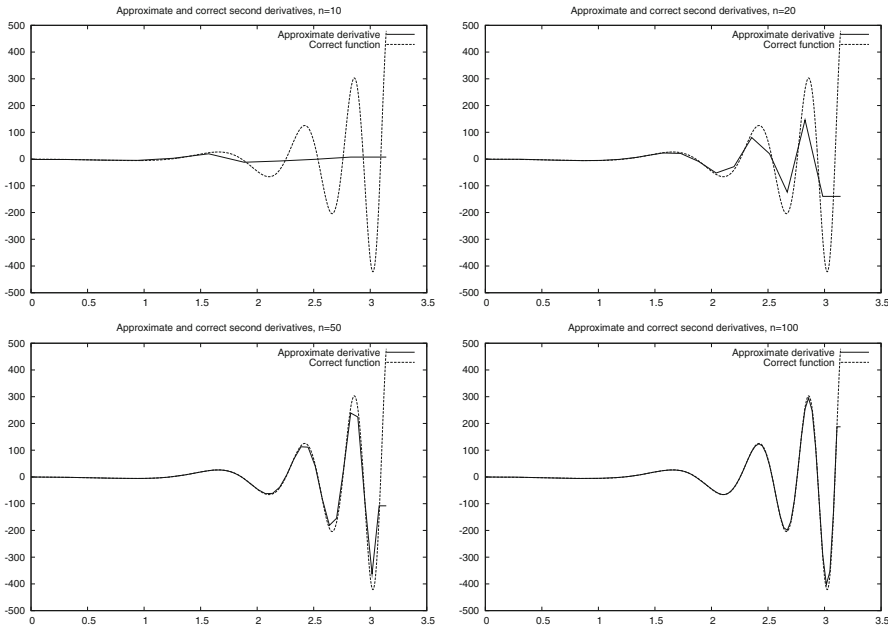 Approximate and correct second derivatives, n=10
500
400
300
200
100
0
-100
-200
-300
-400
-500
0 0.5 1 1.5 2 2.5 3 3.5
Approximate derivative
Correct function
Approximate and correct second derivatives, n=20
500
400
300
200
100
0
-100
-200
-300
-400
-500
0 0.5 1 1.5 2 2.5 3 3.5
Approximate derivative
Correct function
Approximate and correct second derivatives, n=50
500
400
300
200
100
0
-100
-200
-300
-400
-500
0 0.5 1 1.5 2 2.5 3 3.5
Approximate derivative
Correct function
Approximate and correct second derivatives, n=100
500
400
300
200
100
0
-100
-200
-300
-400
-500
0 0.5 1 1.5 2 2.5 3 3.5
Approximate derivative
Correct function